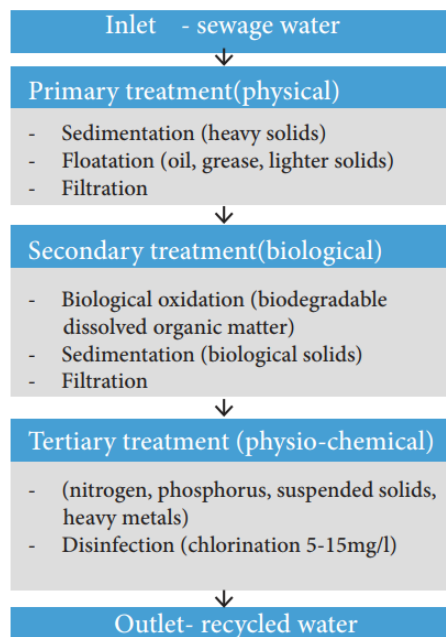 Inlet - sewage water
Primary treatment(physical)
- Sedimentation (heavy solids)
- Floatation (oil, grease, lighter solids)
- Filtration
Secondary treatment(biological)
- Biological oxidation (biodegradable
dissolved organic matter)
- Sedimentation (biological solids)
- Filtration
Tertiary treatment (physio-chemical)
- (nitrogen, phosphorus, suspended solids,
heavy metals)
- Disinfection (chlorination 5-15mg/l)
Outlet- recycled water